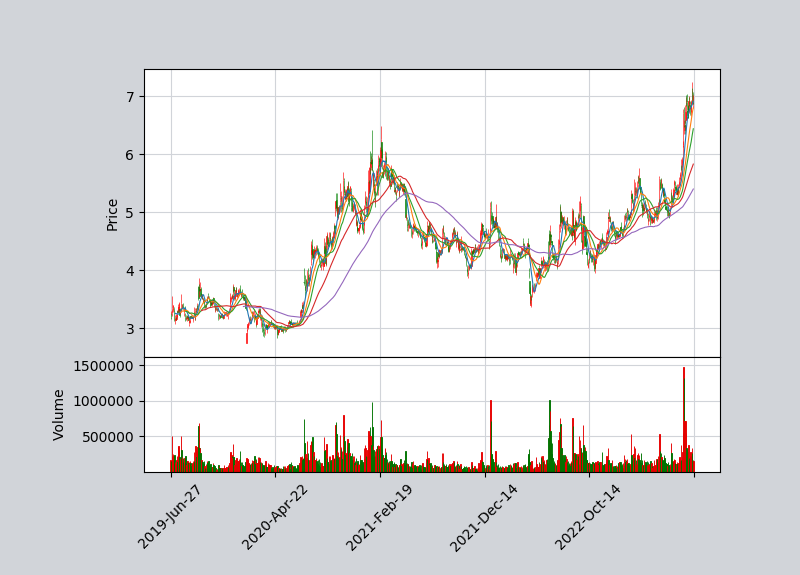 7
6
5
4
3
Price
1500000
1000000
500000
Volume
2019-Jun-27
2020-Apr-22
2021-Feb-19
2021-Dec-14
2022-Oct-14